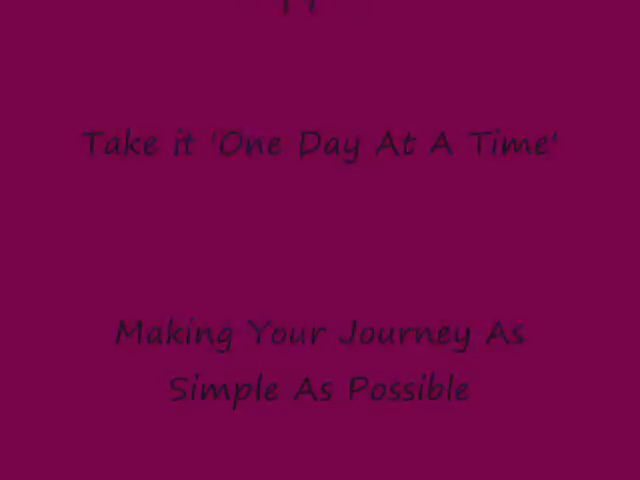 Take it 'One Day At A Time'
Making Your Journey As
Simple As Possible